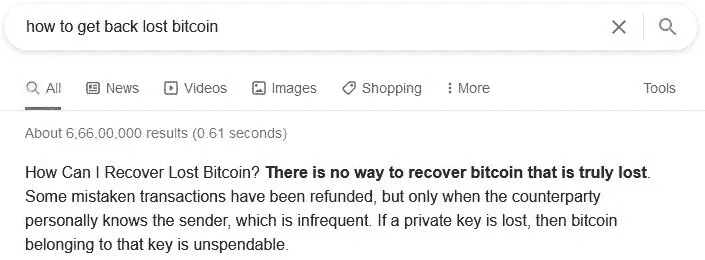 how to get back lost bitcoin
All News Videos Images Shopping More Tools
About 6,66,00,000 results (0.61 seconds)
How Can I Recover Lost Bitcoin? There is no way to recover bitcoin that is truly lost.
Some mistaken transactions have been refunded, but only when the counterparty
personally knows the sender, which is infrequent. If a private key is lost, then bitcoin
belonging to that key is unspendable.